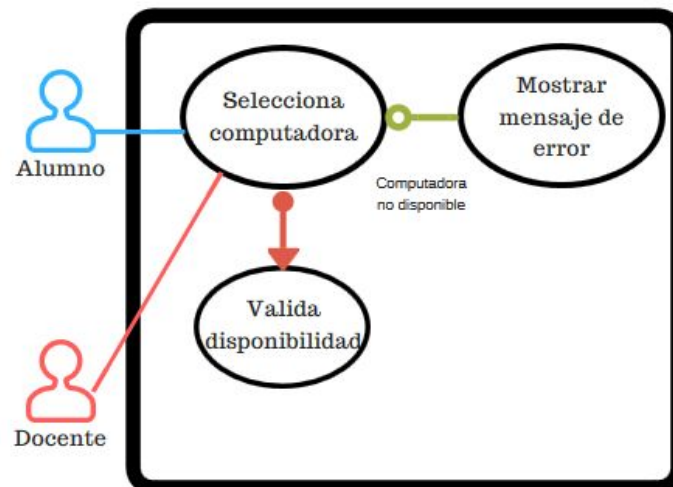 Selecciona
computadora
Mostrar
mensaje de
error
Alumno
Computadora
no disponible
Valida
disponibilidad
Docente